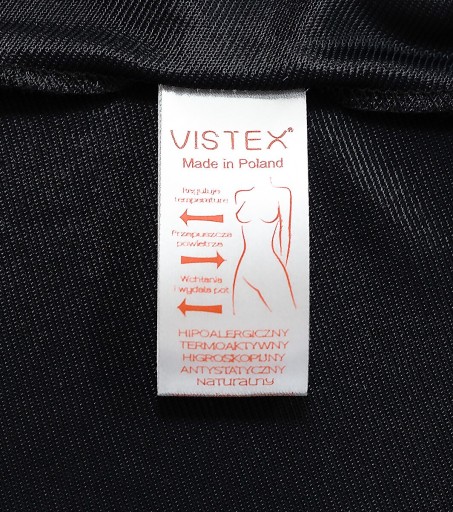 VISTEX®
Made in Poland
Reguluje
temperaturę
Przepuszcza
powietrze
Wchłania
i wydala pot
HIPOALERGICZNY
TERMOAKTYWNY
HIGROSKOPIJNY
ANTYSTATYCZNY
NATURALNY